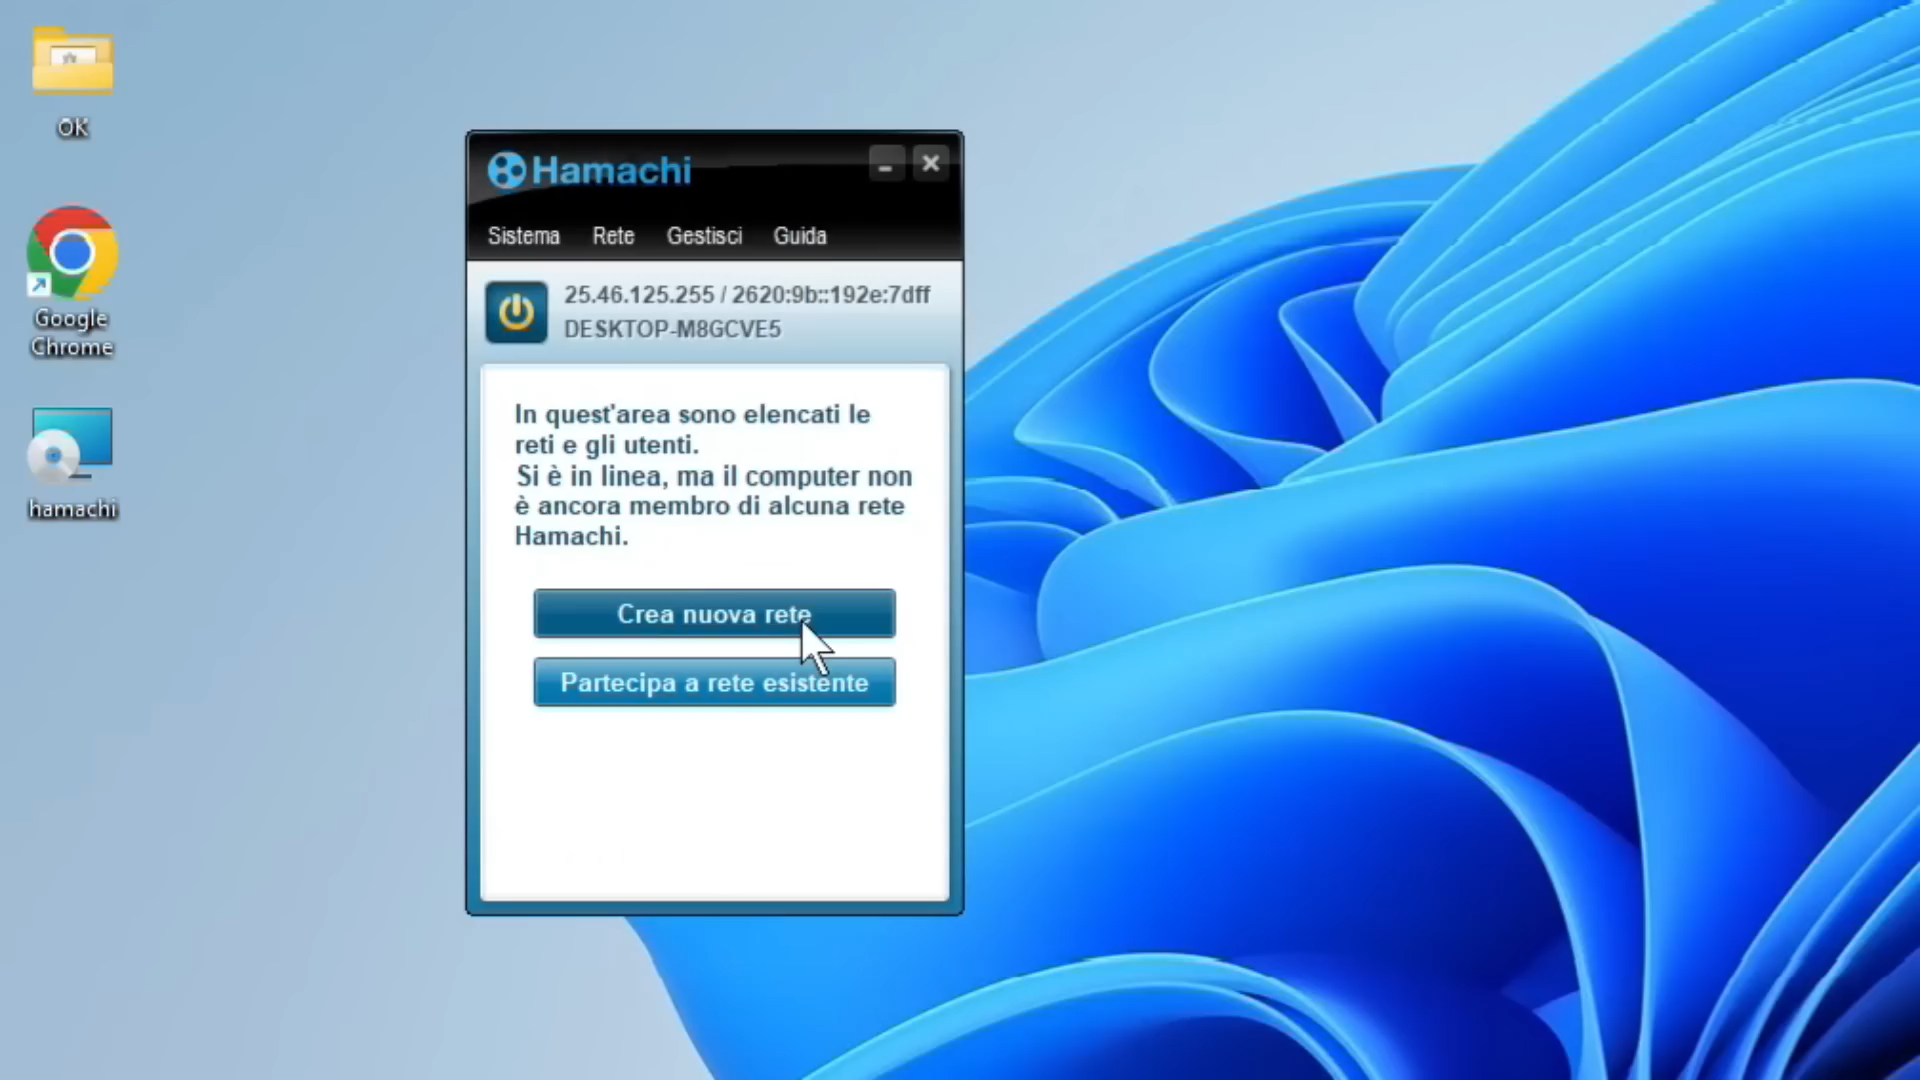 OK
Google
Chrome
hamachi
Hamachi
Sistema Rete Gestisci Guida
25.46.125.255 / 2620:9b::192e:7dff
DESKTOP-M8GCVE5
In quest'area sono elencati le
reti e gli utenti.
Si è in linea, ma il computer non
è ancora membro di alcuna rete
Hamachi.
Crea nuova rete
Partecipa a rete esistente